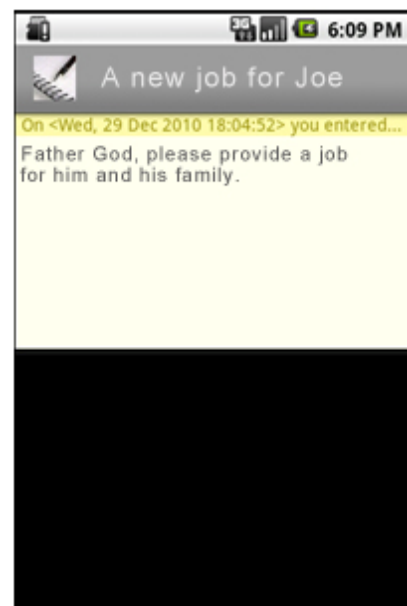 3G
6:09 PM
A new job for Joe
On <Wed, 29 Dec 2010 18:04:52> you entered...
Father God, please provide a job
for him and his family.